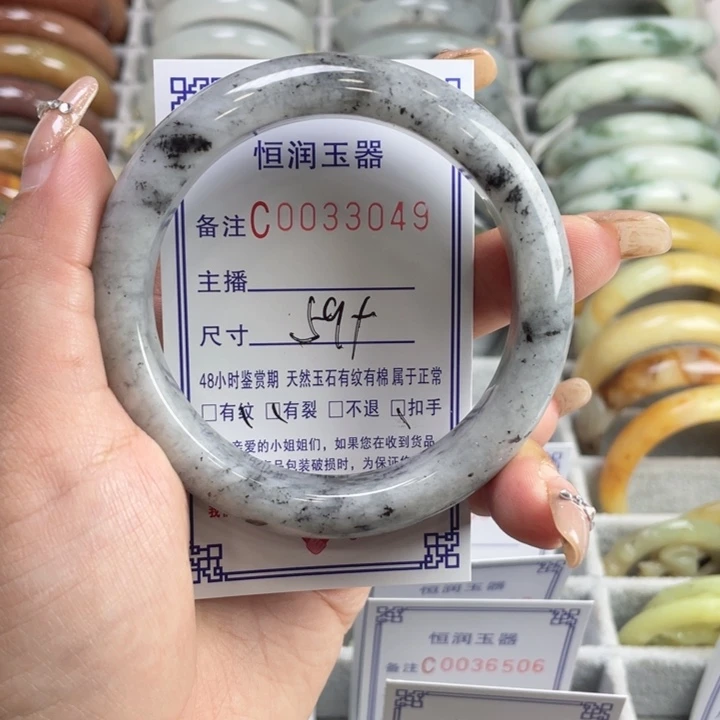 恒润玉器
备注C0033049
主播
尺寸 59+
48小时鉴赏期 天然玉石有纹有棉属于正常
□有纹 □有裂 □不退 □扣手
亲爱的小姐姐们,如果您在收到货品
品包装破损时,为保证
我
恒润玉器
备注C0036506